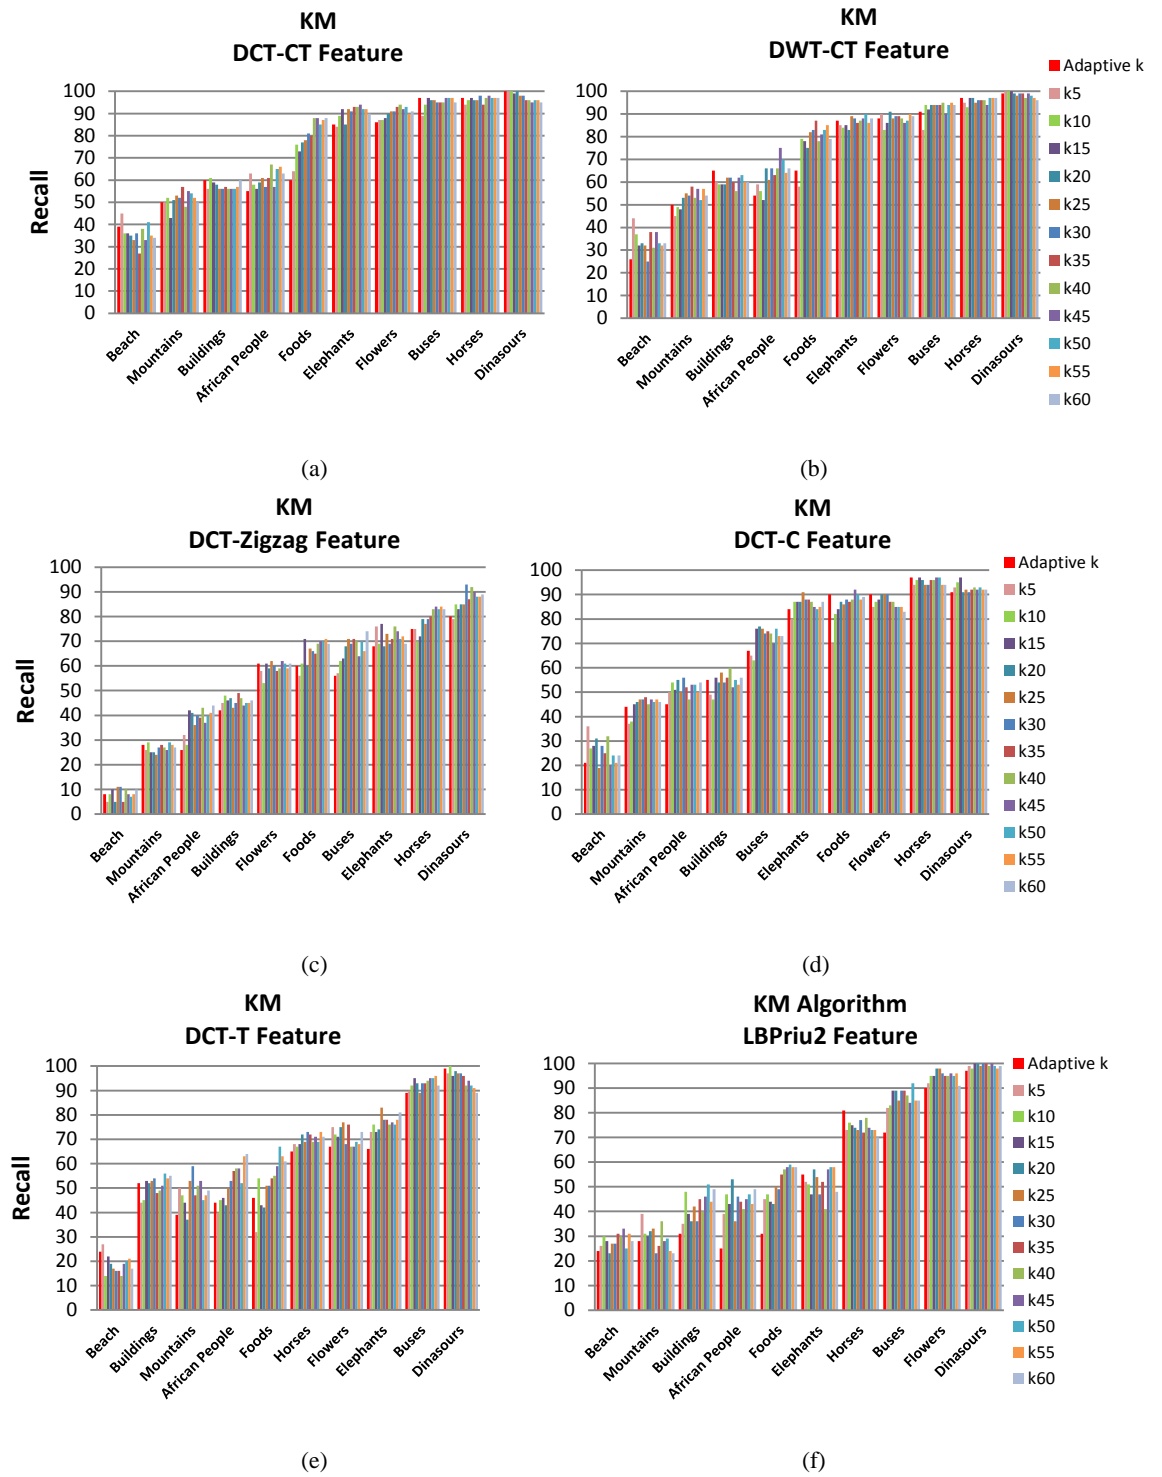 KM
DCT-CT Feature
Recall
100
90
80
70
60
50
40
30
20
10
0
Beach
Mountains
Buildings
African People
Foods
Elephants
Flowers
Buses
Horses
Dinasours
(a)
KM
DWT-CT Feature
100
90
80
70
60
50
40
30
20
10
0
Beach
Mountains
Buildings
African People
Foods
Elephants
Flowers
Buses
Horses
Dinasours
Adaptive k
k5
k10
k15
k20
k25
k30
k35
k40
k45
k50
k55
k60
(b)
KM
DCT-Zigzag Feature
Recall
100
90
80
70
60
50
40
30
20
10
0
Beach
Mountains
African People
Buildings
Flowers
Foods
Buses
Elephants
Horses
Dinasours
(c)
KM
DCT-C Feature
100
90
80
70
60
50
40
30
20
10
0
Beach
Mountains
African People
Buildings
Buses
Elephants
Foods
Flowers
Horses
Dinasours
Adaptive k
k5
k10
k15
k20
k25
k30
k35
k40
k45
k50
k55
k60
(d)
KM
DCT-T Feature
Recall
100
90
80
70
60
50
40
30
20
10
0
Beach
Buildings
Mountains
African People
Foods
Horses
Flowers
Elephants
Buses
Dinasours
(e)
KM Algorithm
LBPriu2 Feature
100
90
80
70
60
50
40
30
20
10
0
Beach
Mountains
Buildings
African People
Foods
Elephants
Horses
Buses
Flowers
Dinasours
Adaptive k
k5
k10
k15
k20
k25
k30
k35
k40
k45
k50
k55
k60
(f)